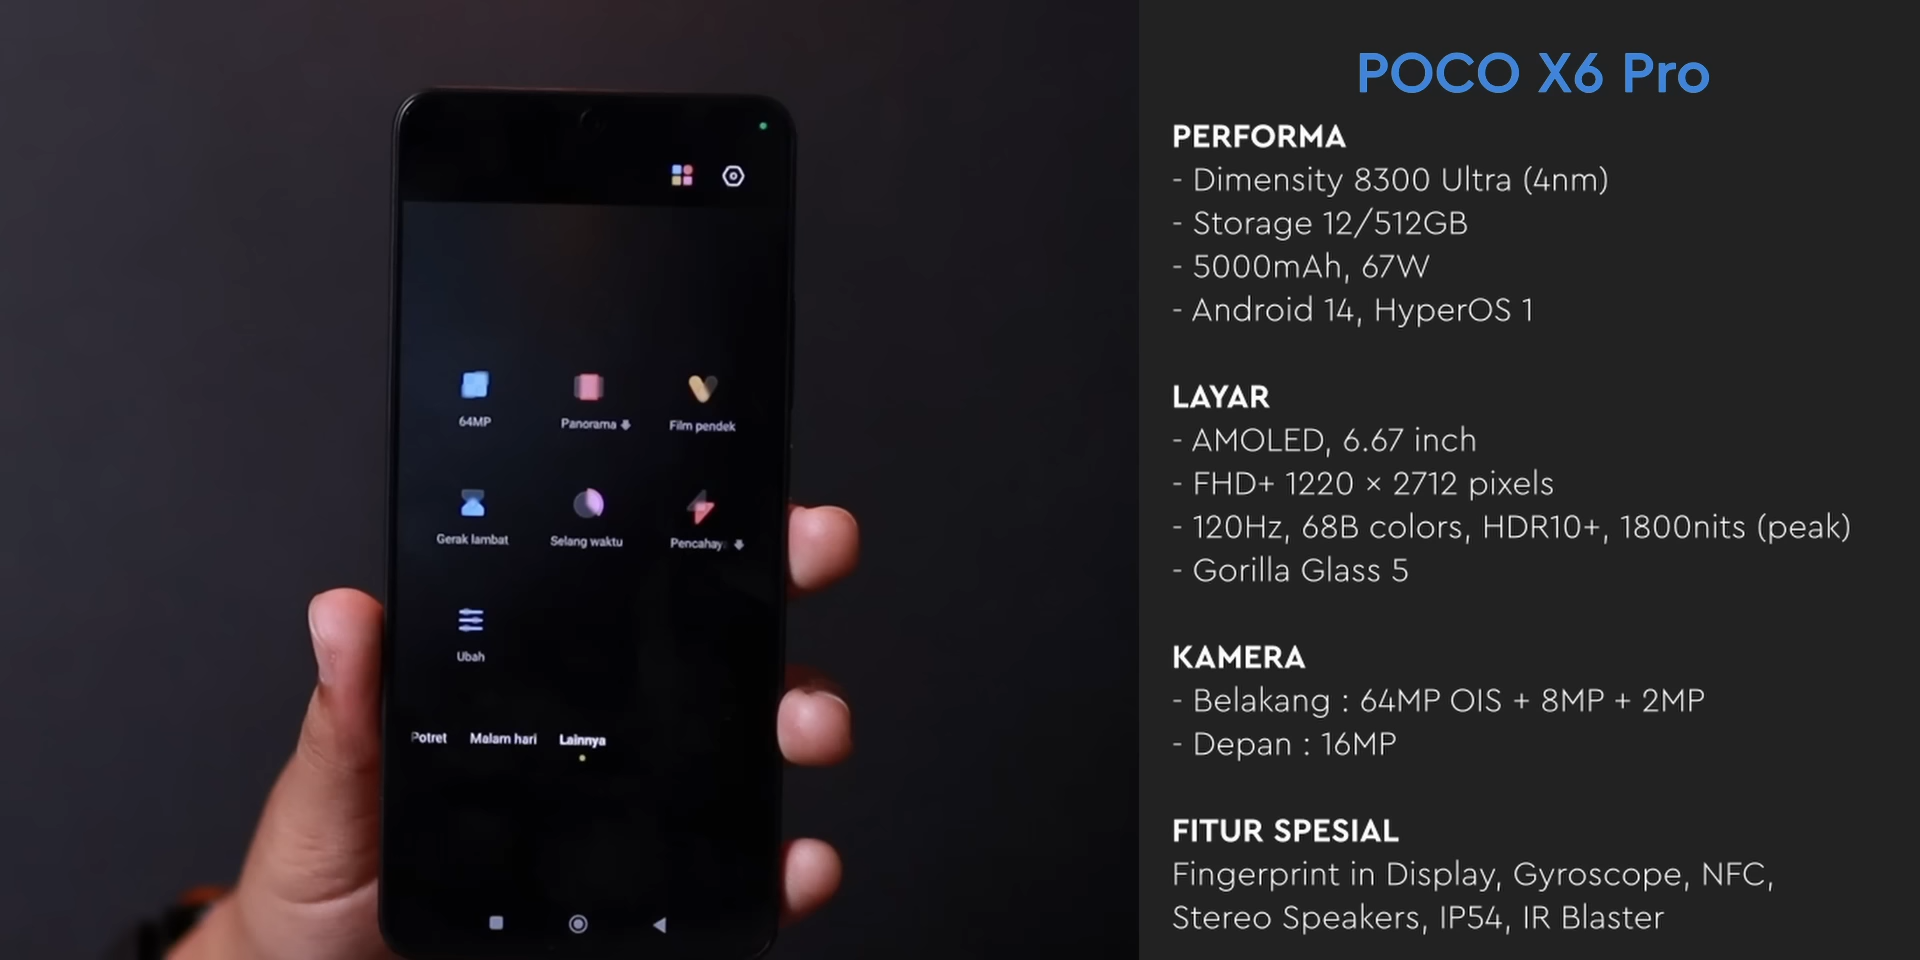 64MP
Panorama
Film pendek
Gerak lambat
Selang waktu
Pencahay
Ubah
Potret Malam hari Lainnya
POCO X6 Pro
PERFORMA
- Dimensity 8300 Ultra (4nm)
- Storage 12/512GB
- 5000mAh, 67W
- Android 14, HyperOS 1
LAYAR
- AMOLED, 6.67 inch
- FHD+ 1220 × 2712 pixels
- 120Hz, 68B colors, HDR10+, 1800nits (peak)
- Gorilla Glass 5
KAMERA
- Belakang : 64MP OIS + 8MP + 2MP
- Depan : 16MP
FITUR SPESIAL
Fingerprint in Display, Gyroscope, NFC,
Stereo Speakers, IP54, IR Blaster